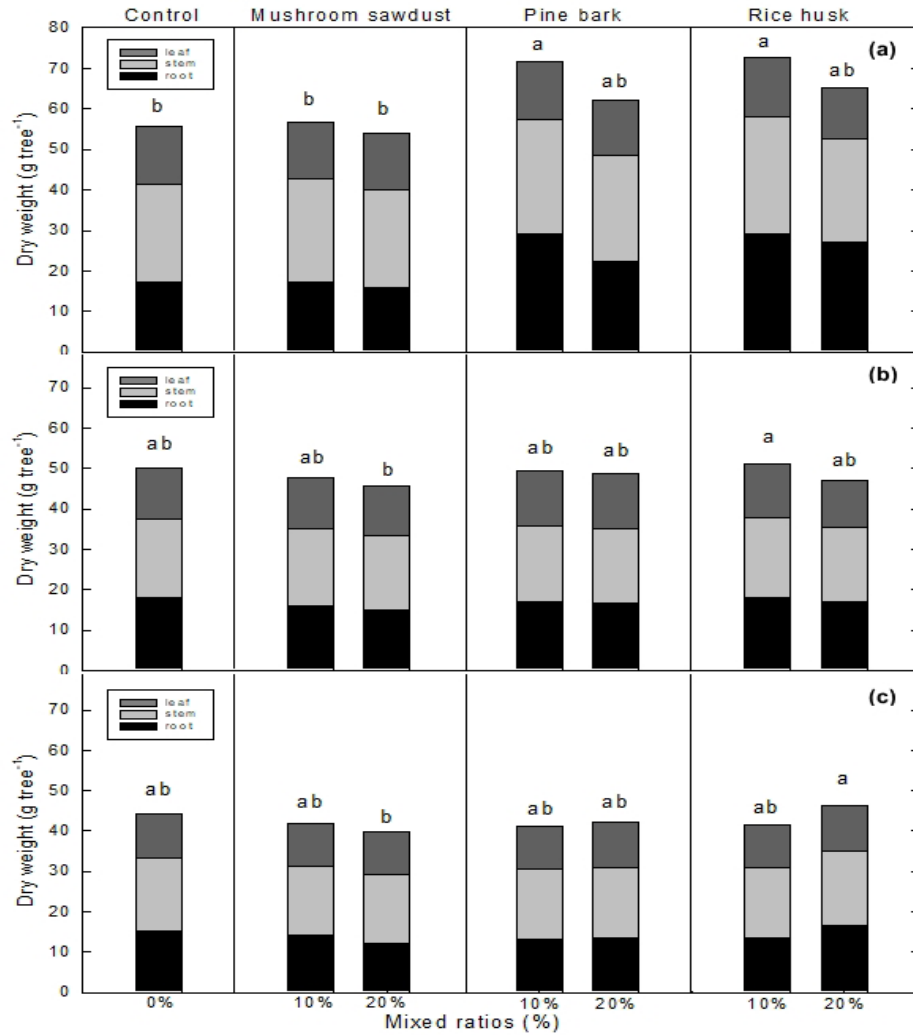 Control Mushroom sawdust Pine bark Rice husk
80
70
60
50
40
30
20
10
0
Dry weight (g tree-1)
leaf
stem
root
(a)
b
b
b
a
ab
a
ab
70
60
50
40
30
20
10
0
Dry weight (g tree-1)
leaf
stem
root
(b)
ab
ab
b
ab
ab
a
ab
70
60
50
40
30
20
10
0
Dry weight (g tree-1)
leaf
stem
root
(c)
ab
ab
b
ab
ab
ab
a
0% 10% 20% 10% 20% 10% 20%
Mixed ratios (%)